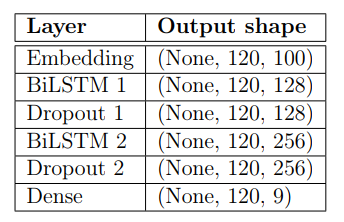 Layer Output shape
Embedding (None, 120, 100)
BiLSTM 1 (None, 120, 128)
Dropout 1 (None, 120, 128)
BiLSTM 2 (None, 120, 256)
Dropout 2 (None, 120, 256)
Dense (None, 120, 9)